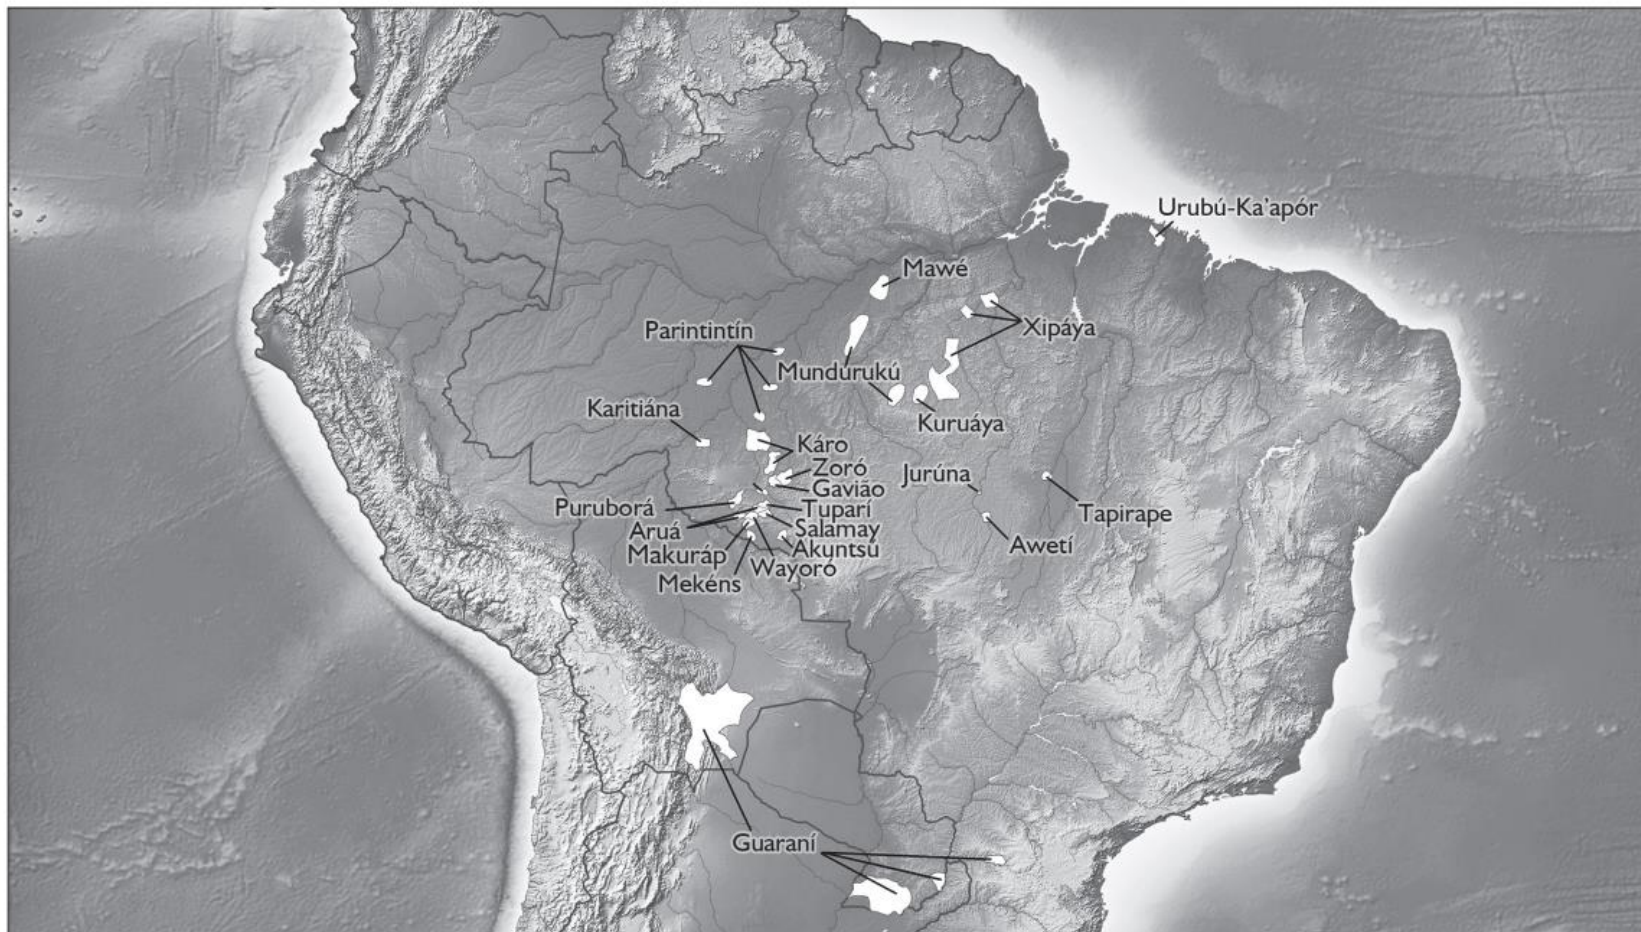 Urubú-Ka'apór
Mawé
Xipáya
Parintintín
Mundurukú
Kuruáya
Karitiána
Káro
Zoró
Gavião
Jurúna
Puruborá
Tuparí
Tapirape
Aruá
Salamay
Makuráp
Akuntsú
Awetí
Wayoró
Mekéns
Guaraní